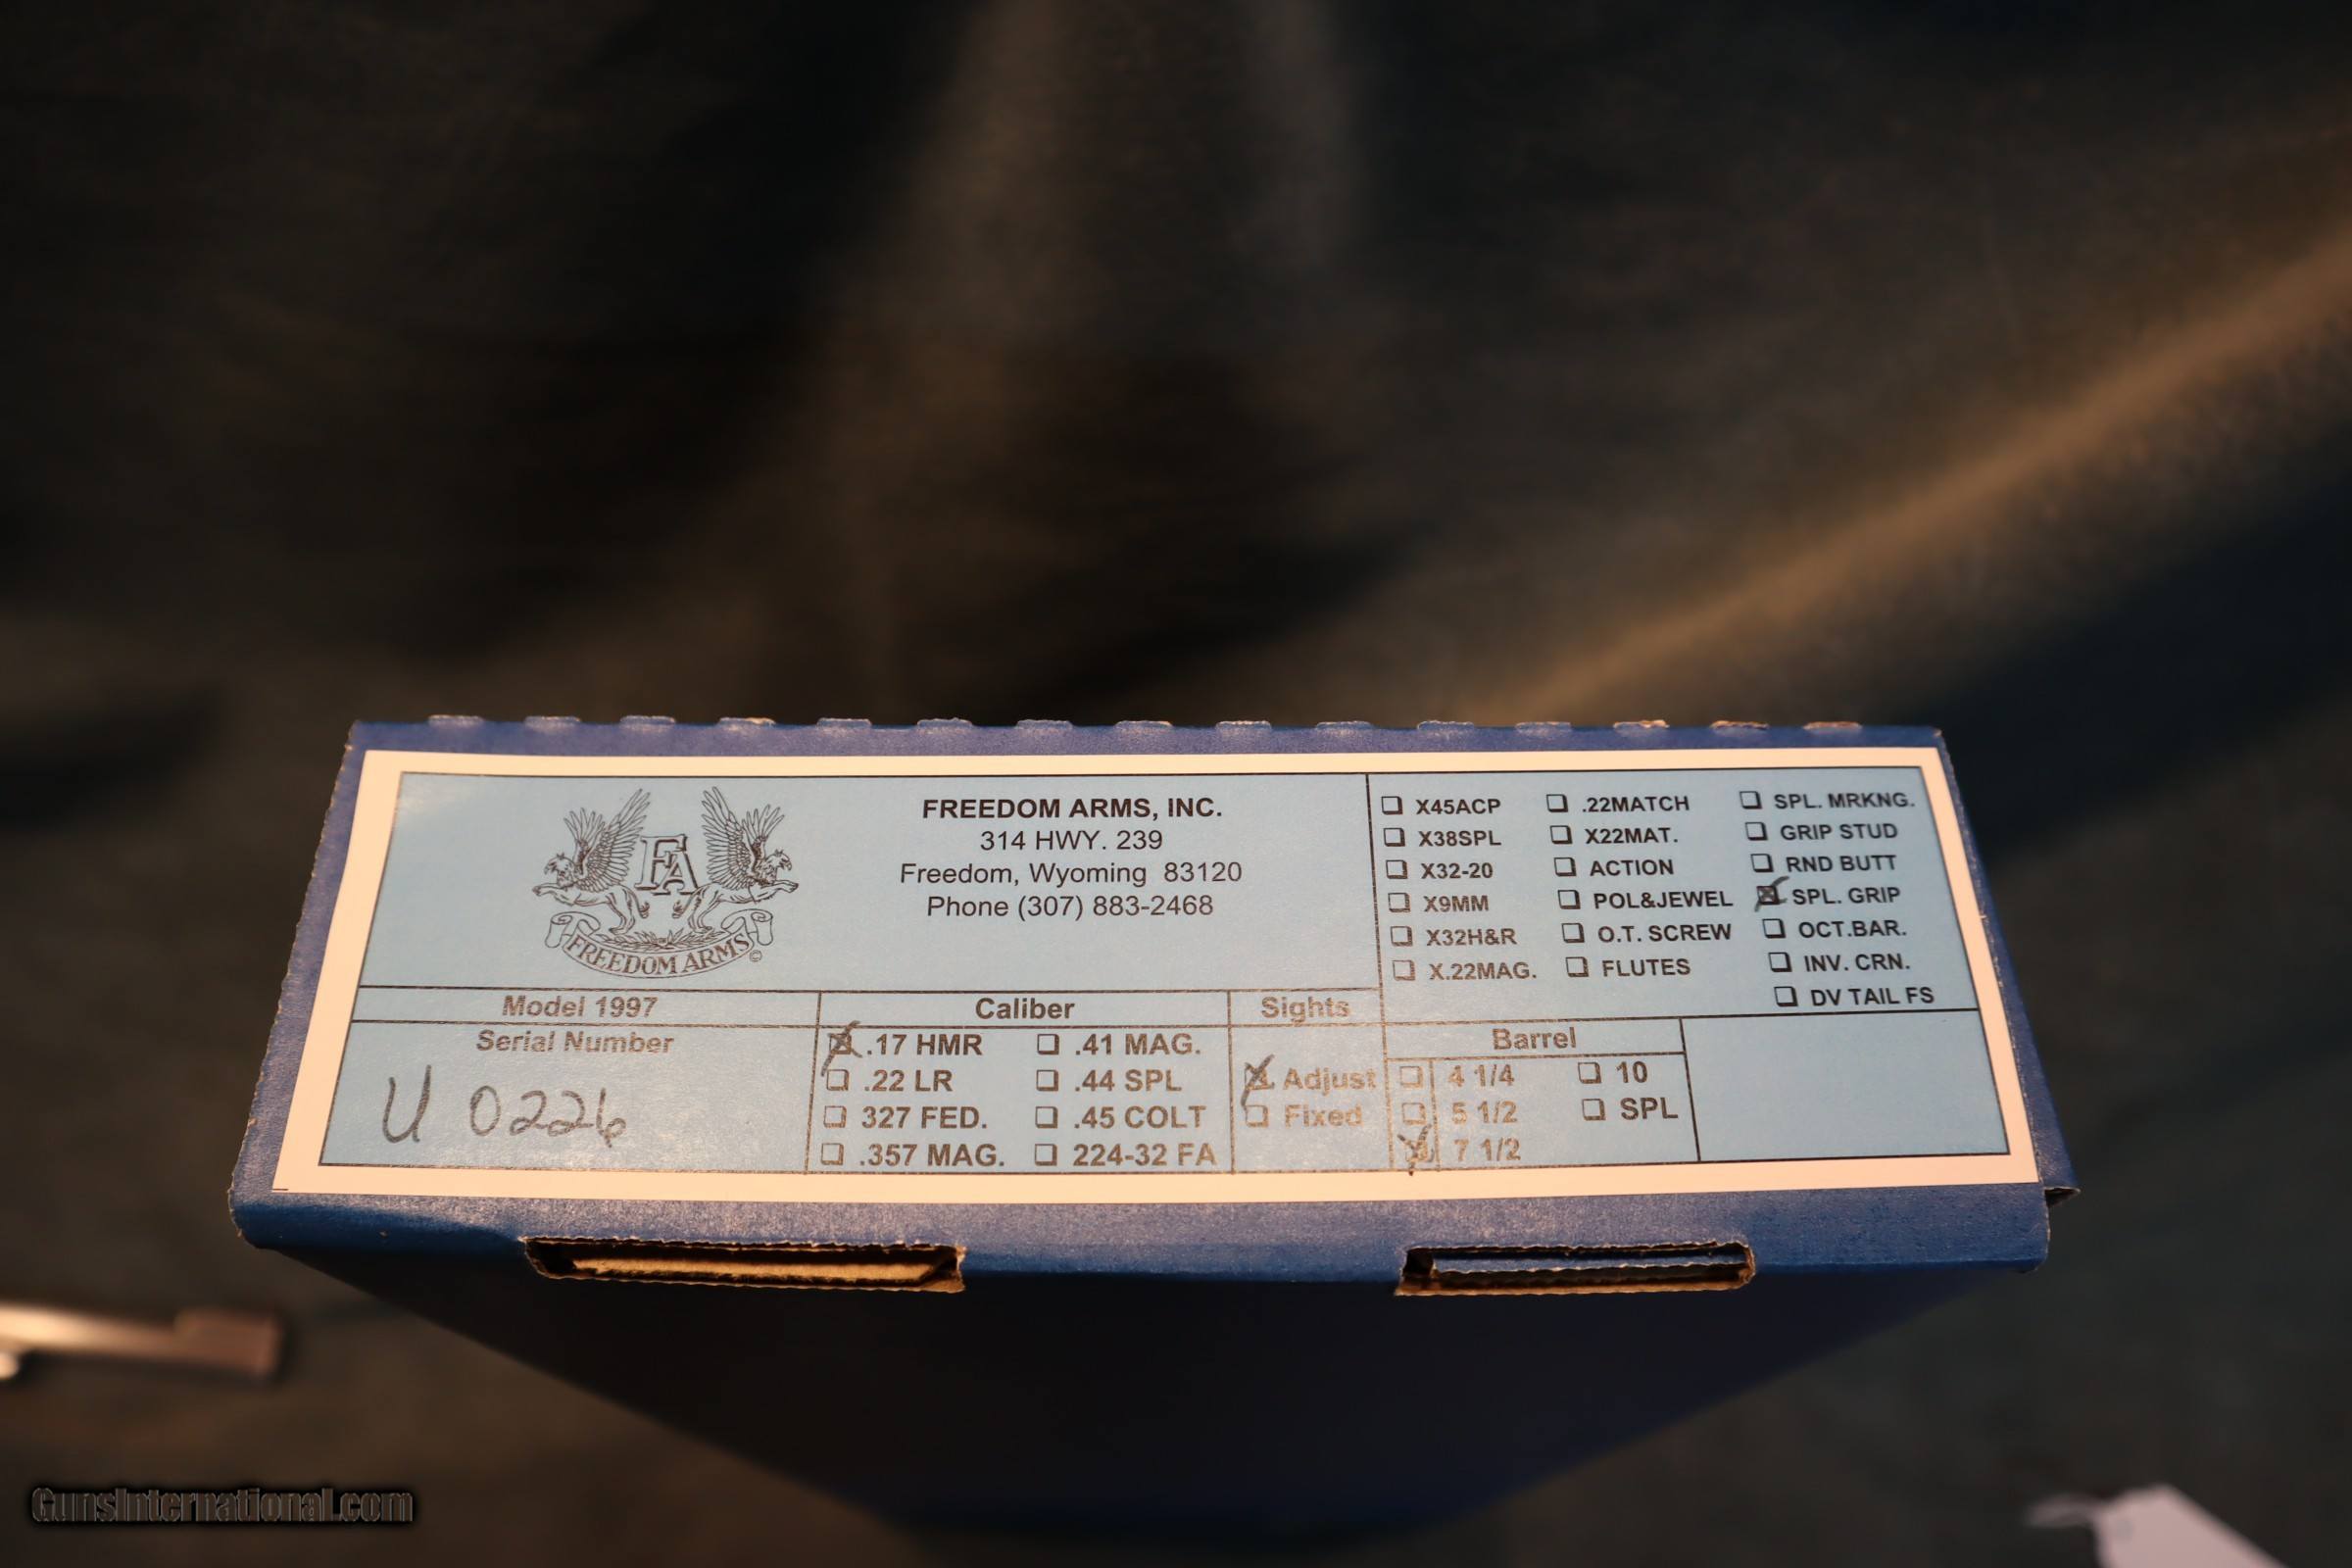 FREEDOM ARMS, INC.
314 HWY. 239
Freedom, Wyoming 83120
Phone (307) 883-2468
FA
FREEDOM ARMS ©
X45ACP .22MATCH SPL. MRKNG.
X38SPL X22MAT. GRIP STUD
X32-20 ACTION RND BUTT
X9MM POL&JEWEL SPL. GRIP
X32H&R O.T. SCREW OCT.BAR.
X.22MAG. FLUTES INV. CRN.
DV TAIL FS
Model 1997
Serial Number
U 0226
Caliber
.17 HMR .41 MAG.
.22 LR .44 SPL
327 FED. .45 COLT
.357 MAG. 224-32 FA
Sights
Adjust
Fixed
Barrel
4 1/4 10
5 1/2 SPL
7 1/2
GunsInternational.com